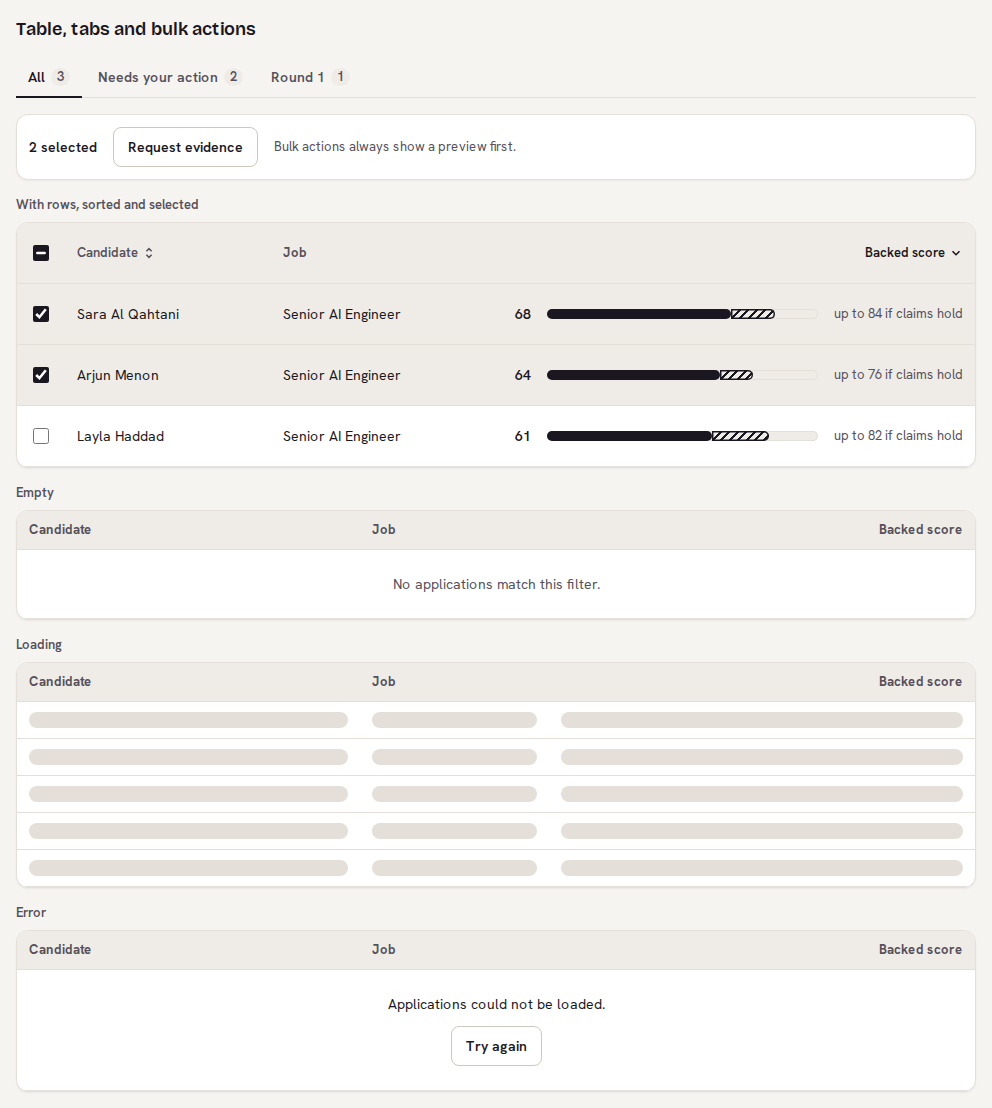 Table, tabs and bulk actions
All 3 Needs your action 2 Round 1 1
2 selected Request evidence Bulk actions always show a preview first.
With rows, sorted and selected
Candidate Job Backed score
Sara Al Qahtani Senior AI Engineer 68 up to 84 if claims hold
Arjun Menon Senior AI Engineer 64 up to 76 if claims hold
Layla Haddad Senior AI Engineer 61 up to 82 if claims hold
Empty
Candidate Job Backed score
No applications match this filter.
Loading
Candidate Job Backed score
Error
Candidate Job Backed score
Applications could not be loaded.
Try again